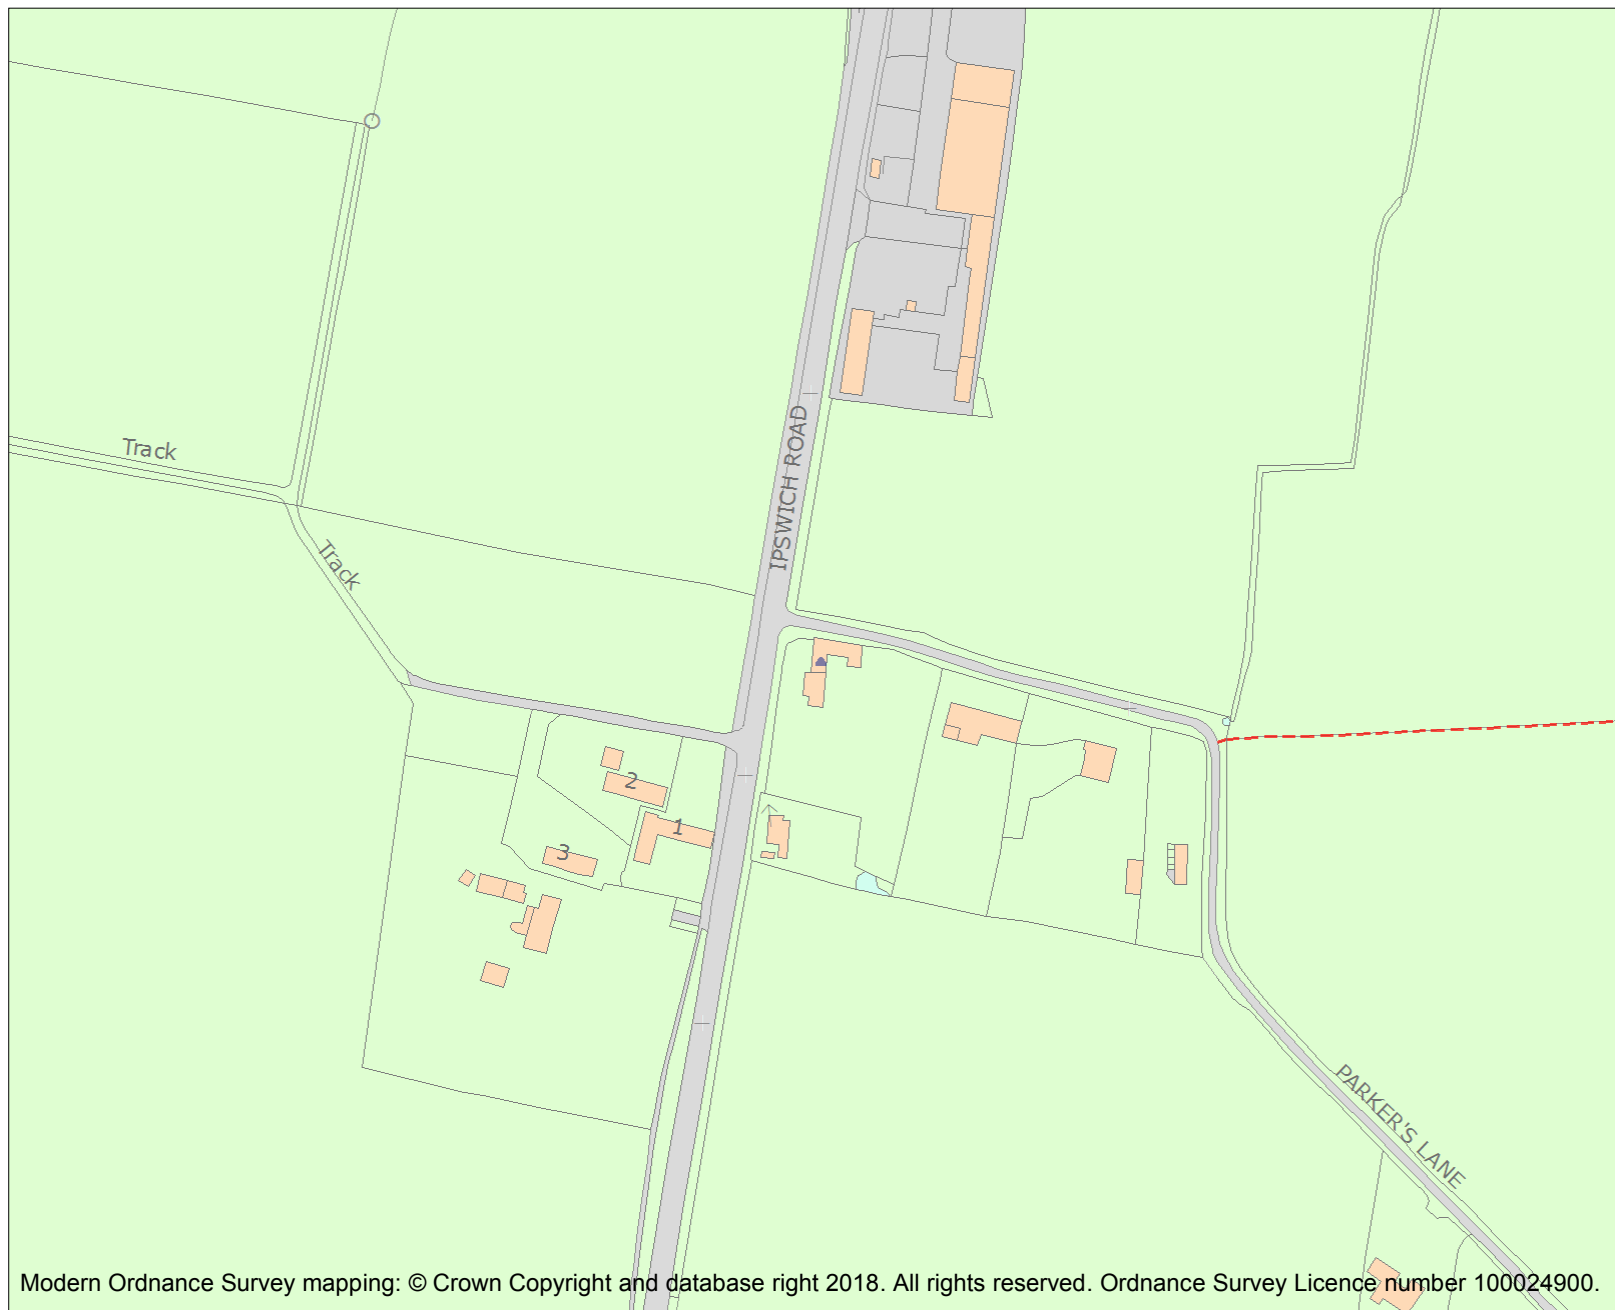 Track
IPSWICH ROAD
Track
2
1
3
PARKER'S LANE
Modern Ordnance Survey mapping: © Crown Copyright and database right 2018. All rights reserved. Ordnance Survey Licence number 100024900.